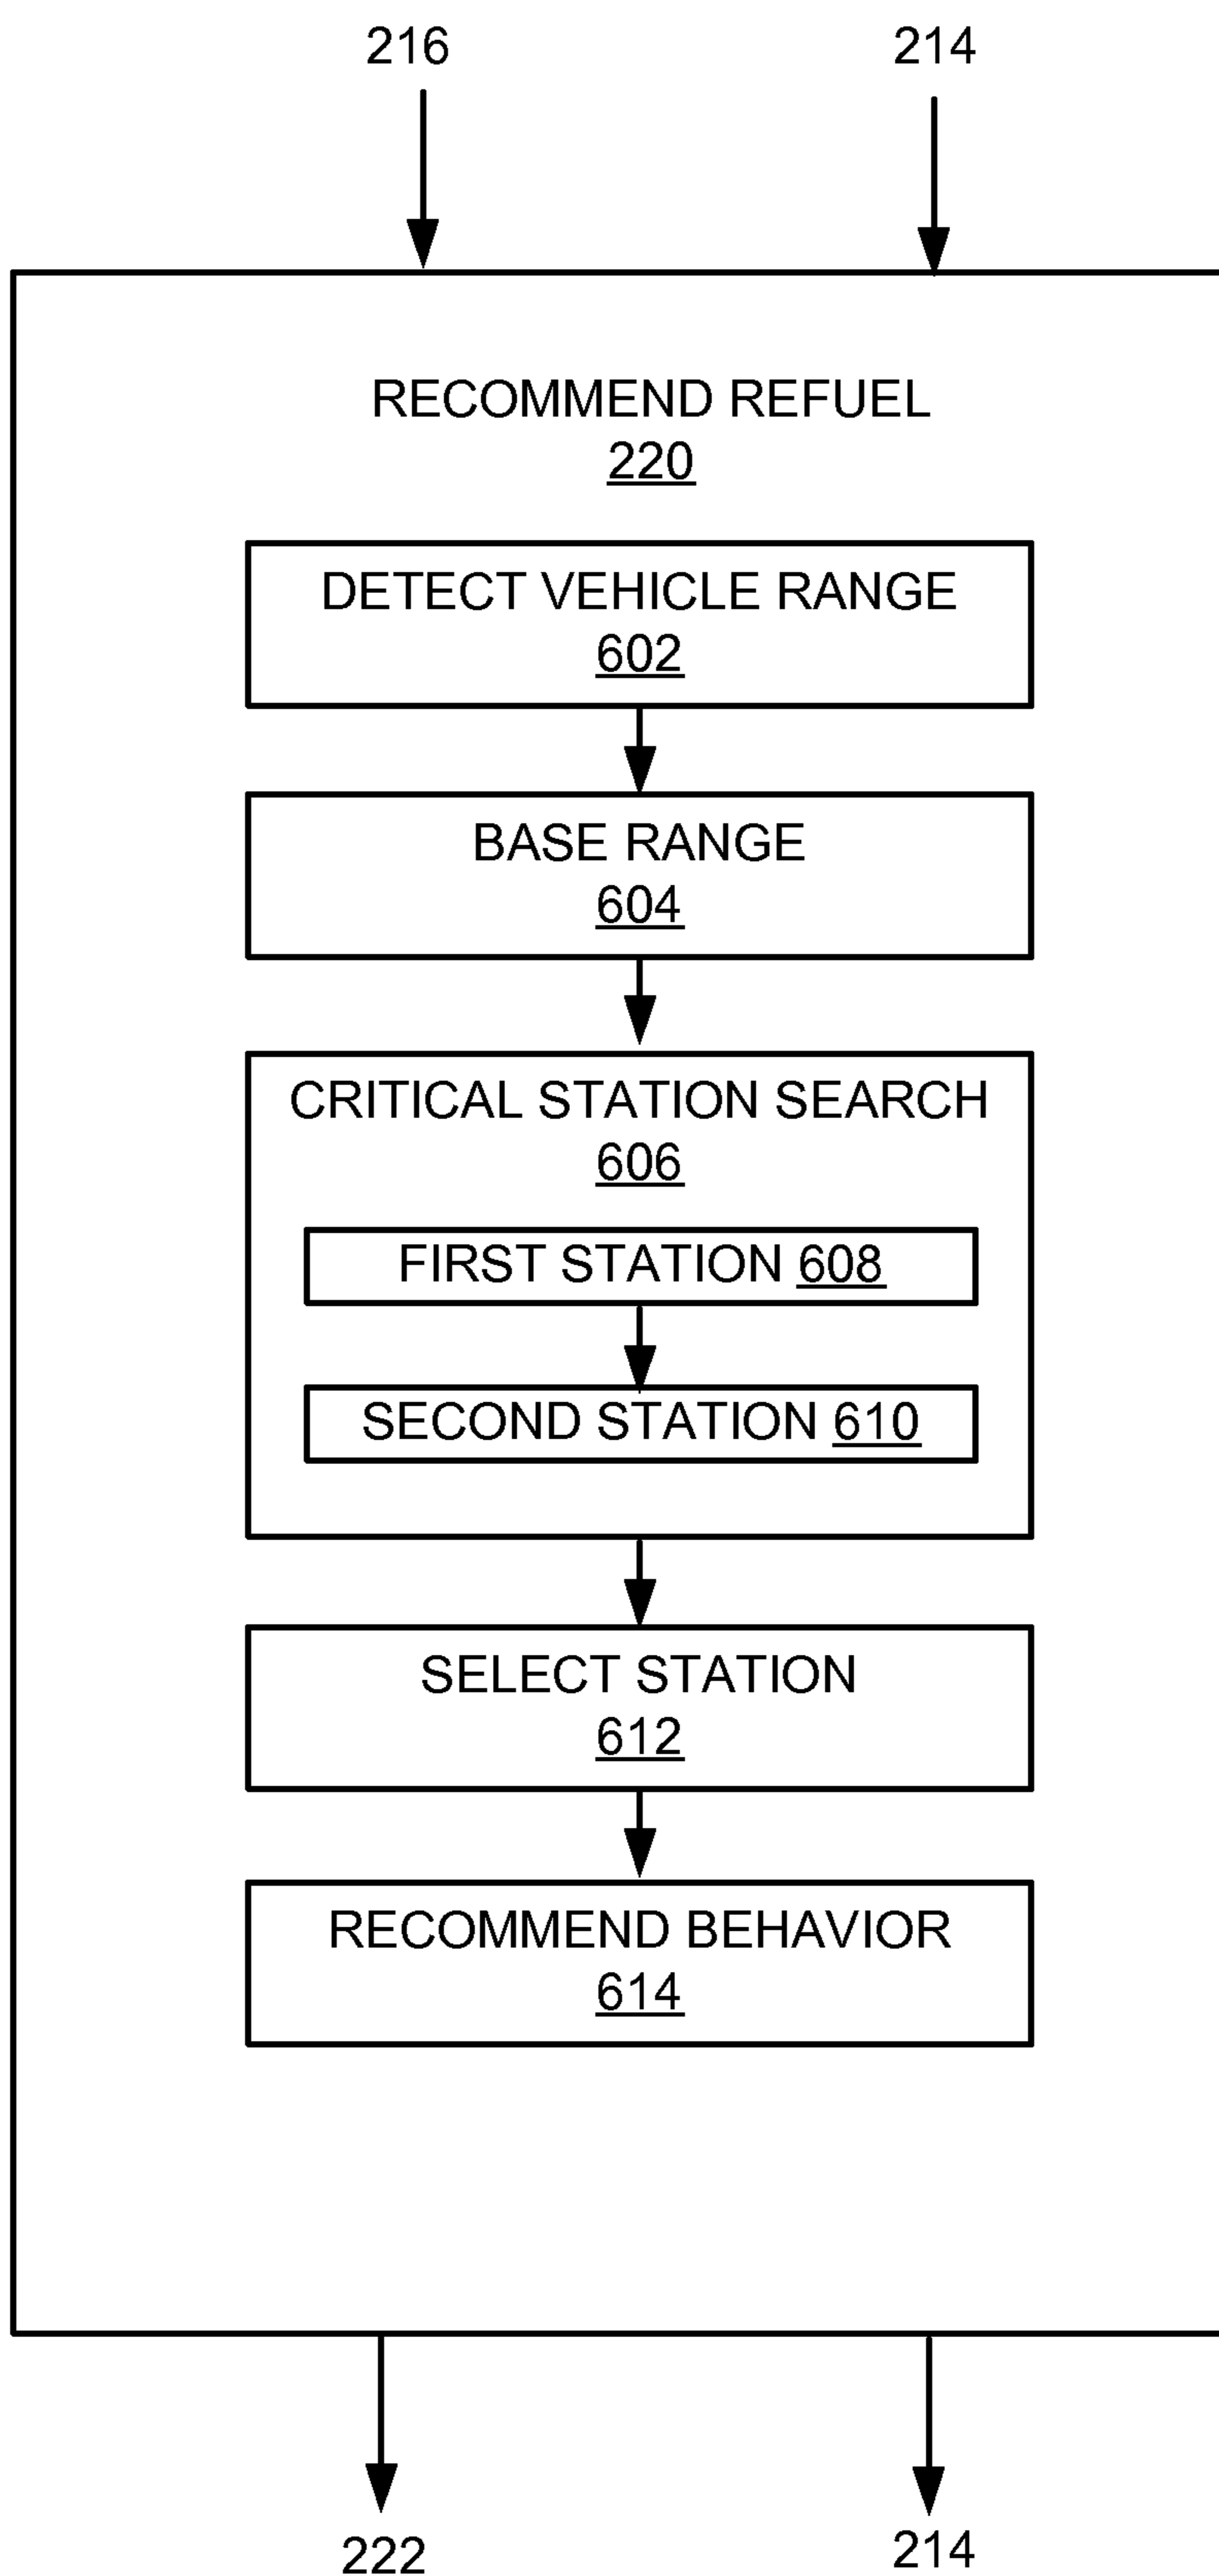 216 214
RECOMMEND REFUEL
220
DETECT VEHICLE RANGE
602
BASE RANGE
604
CRITICAL STATION SEARCH
606
FIRST STATION 608
SECOND STATION 610
SELECT STATION
612
RECOMMEND BEHAVIOR
614
222 214